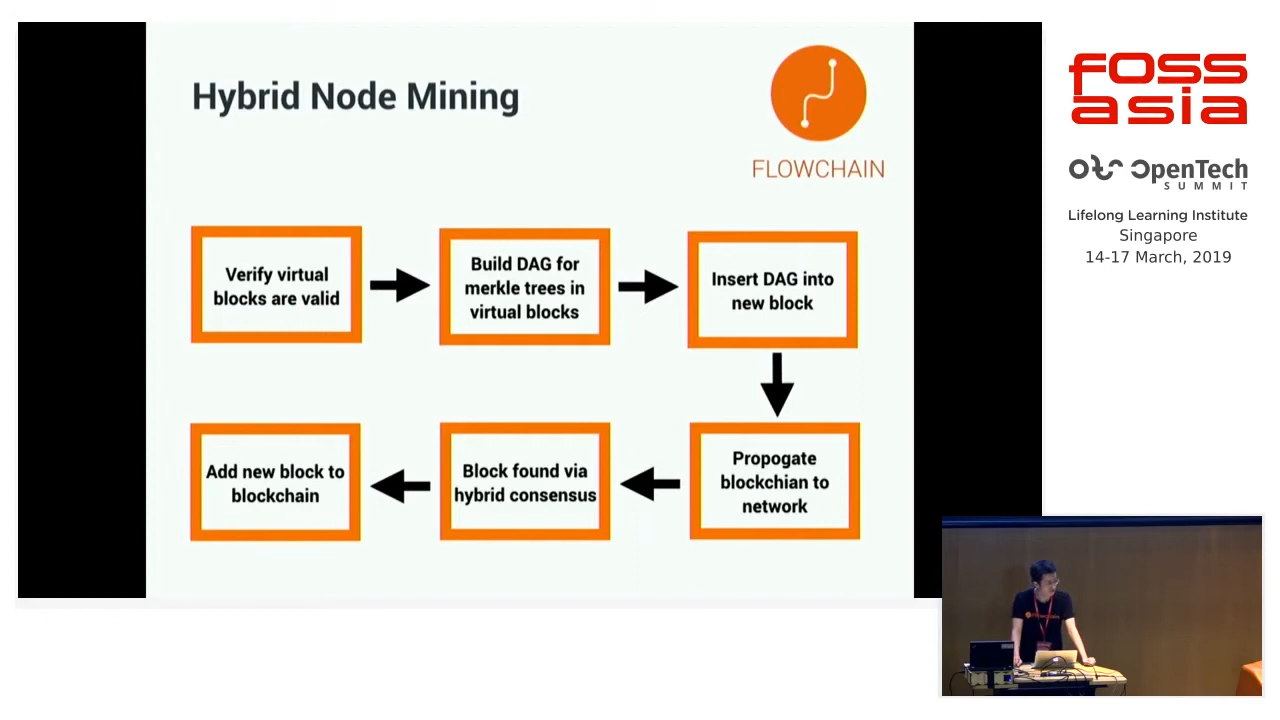 Hybrid Node Mining
FLOWCHAIN
Verify virtual
blocks are valid
Build DAG for
merkle trees in
virtual blocks
Insert DAG into
new block
Add new block to
blockchain
Block found via
hybrid consensus
Propogate
blockchian to
network
fOSS
asia
OpenTech
SUMMIT
Lifelong Learning Institute
Singapore
14-17 March, 2019